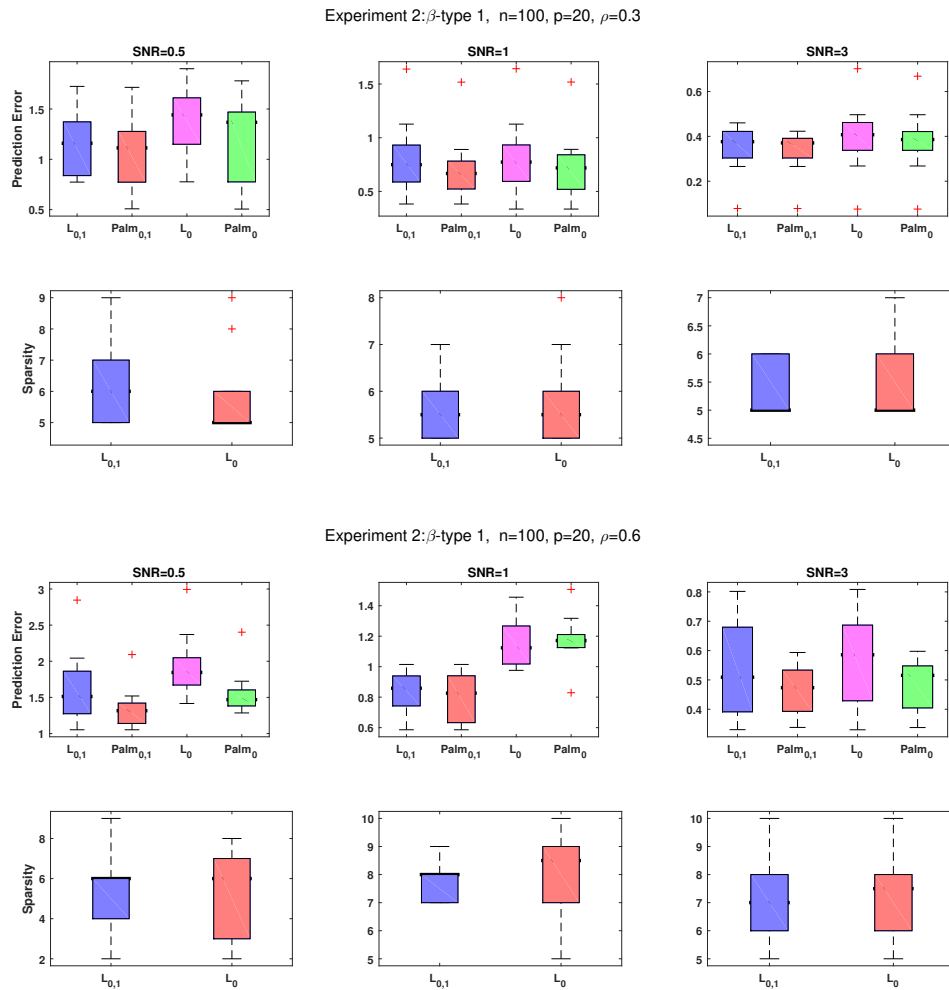 Experiment 2:β-type 1, n=100, p=20, ρ=0.3
SNR=0.5
SNR=1
SNR=3
Prediction Error
1.5
1
0.5
L0,1 Palm0,1 L0 Palm0
1.5
1
0.5
L0,1 Palm0,1 L0 Palm0
0.6
0.4
0.2
L0,1 Palm0,1 L0 Palm0
Sparsity
9
8
7
6
5
L0,1 L0
8
7
6
5
L0,1 L0
7
6.5
6
5.5
5
4.5
L0,1 L0
Experiment 2:β-type 1, n=100, p=20, ρ=0.6
SNR=0.5
SNR=1
SNR=3
Prediction Error
3
2.5
2
1.5
1
L0,1 Palm0,1 L0 Palm0
1.4
1.2
1
0.8
0.6
L0,1 Palm0,1 L0 Palm0
0.8
0.7
0.6
0.5
0.4
L0,1 Palm0,1 L0 Palm0
Sparsity
8
6
4
2
L0,1 L0
10
9
8
7
6
5
L0,1 L0
10
9
8
7
6
5
L0,1 L0